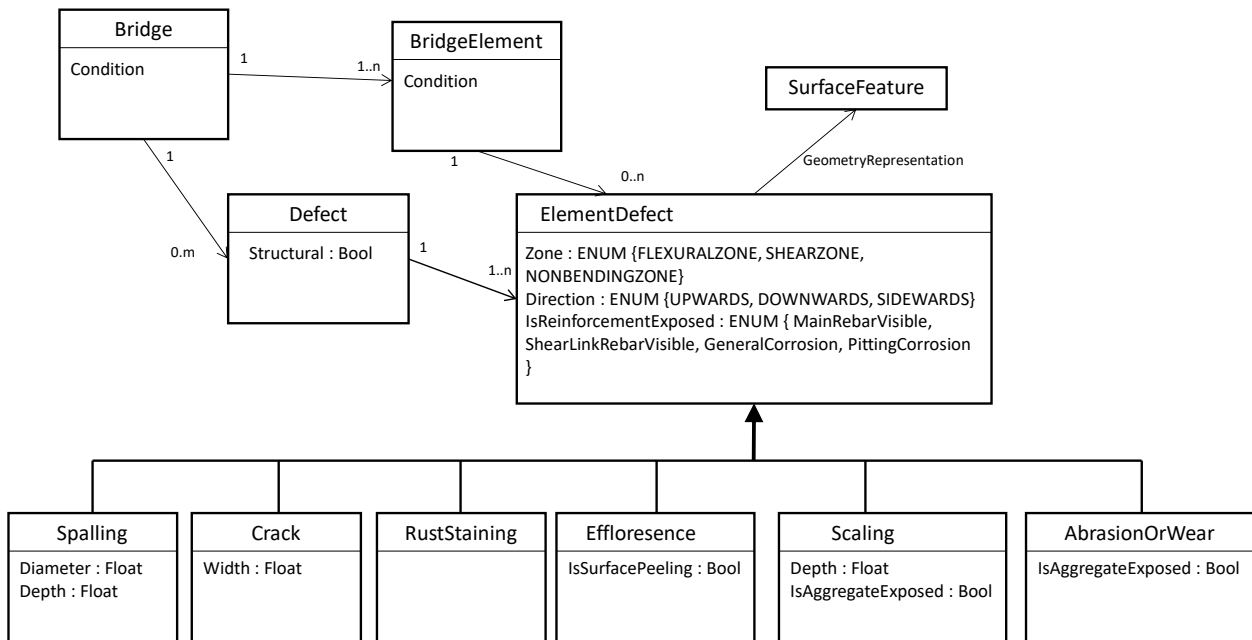 Bridge
Condition
1
1..n
BridgeElement
Condition
SurfaceFeature
GeometryRepresentation
1
0.m
1
0..n
Defect
Structural : Bool
1
1..n
ElementDefect
Zone : ENUM {FLEXURALZONE, SHEARZONE,
NONBENDINGZONE}
Direction : ENUM {UPWARDS, DOWNWARDS, SIDEWARDS}
IsReinforcementExposed : ENUM { MainRebarVisible,
ShearLinkRebarVisible, GeneralCorrosion, PittingCorrosion
}
Spalling
Diameter : Float
Depth : Float
Crack
Width : Float
RustStaining
Effloresence
IsSurfacePeeling : Bool
Scaling
Depth : Float
IsAggregateExposed : Bool
AbrasionOrWear
IsAggregateExposed : Bool